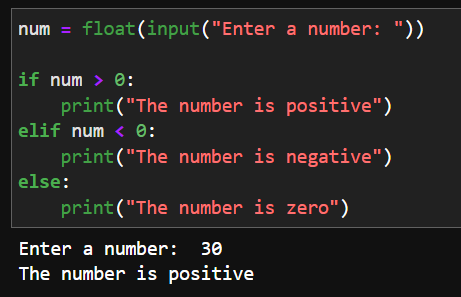 num = float(input("Enter a number: "))
if num > 0:
    print("The number is positive")
elif num < 0:
    print("The number is negative")
else:
    print("The number is zero")
Enter a number:  30
The number is positive